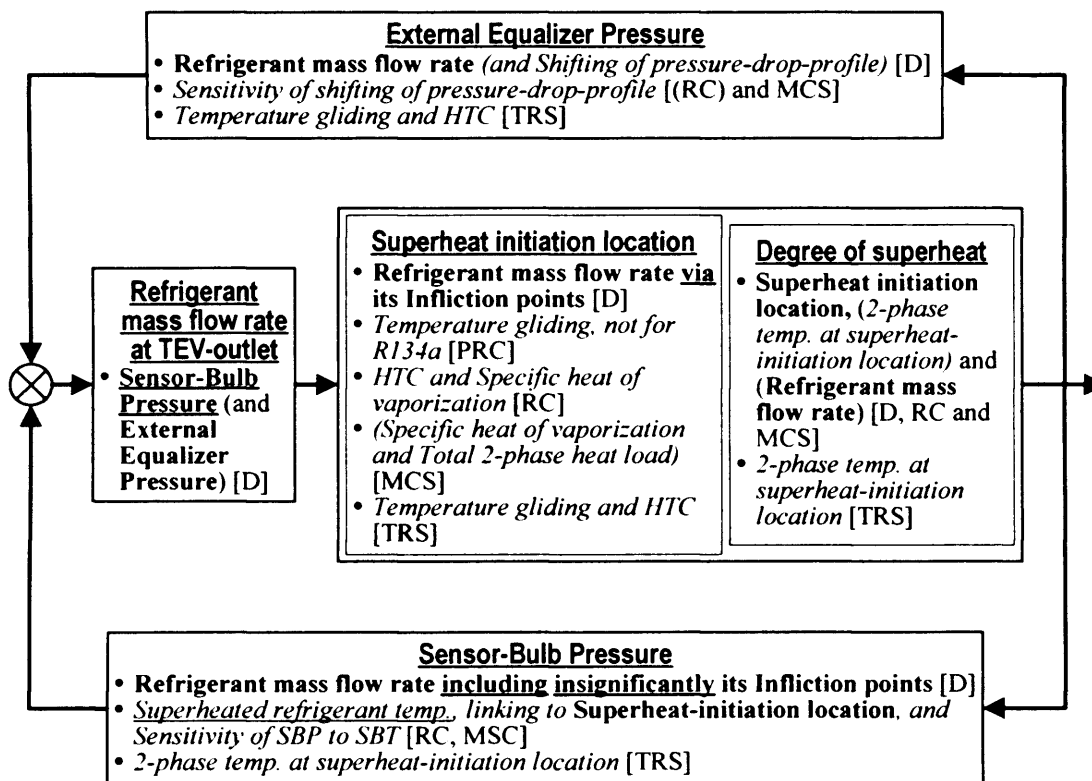 External Equalizer Pressure
• Refrigerant mass flow rate (and Shifting of pressure-drop-profile) [D]
• Sensitivity of shifting of pressure-drop-profile [(RC) and MCS]
• Temperature gliding and HTC [TRS]
Refrigerant
mass flow rate
at TEV-outlet
• Sensor-Bulb
Pressure (and
External
Equalizer
Pressure) [D]
Superheat initiation location
• Refrigerant mass flow rate via
its Infliction points [D]
• Temperature gliding, not for
R134a [PRC]
• HTC and Specific heat of
vaporization [RC]
• (Specific heat of vaporization
and Total 2-phase heat load)
[MCS]
• Temperature gliding and HTC
[TRS]
Degree of superheat
• Superheat initiation
location, (2-phase
temp. at superheat-
initiation location) and
(Refrigerant mass
flow rate) [D, RC and
MCS]
• 2-phase temp. at
superheat-initiation
location [TRS]
Sensor-Bulb Pressure
• Refrigerant mass flow rate including insignificantly its Infliction points [D]
• Superheated refrigerant temp., linking to Superheat-initiation location, and
Sensitivity of SBP to SBT [RC, MSC]
• 2-phase temp. at superheat-initiation location [TRS]